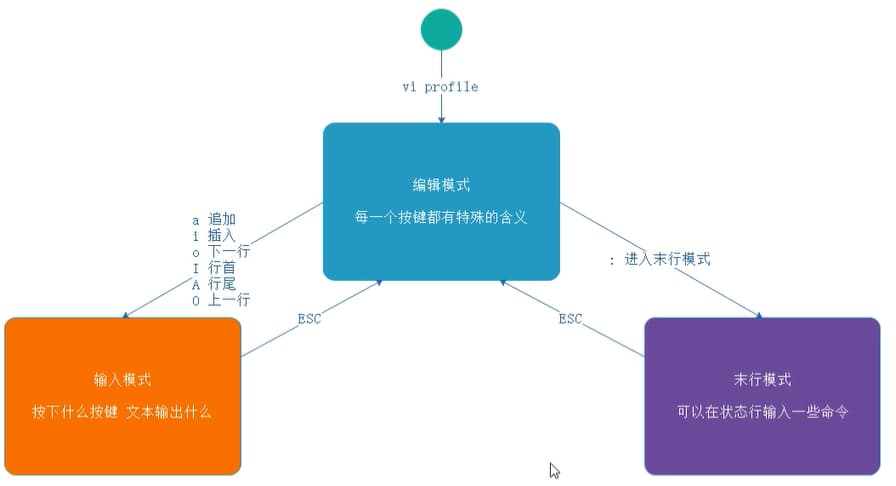 vi profile
编辑模式
每一个按键都有特殊的含义
a 追加
i 插入
o 下一行
I 行首
A 行尾
O 上一行
: 进入末行模式
ESC
ESC
输入模式
按下什么按键 文本输出什么
末行模式
可以在状态行输入一些命令